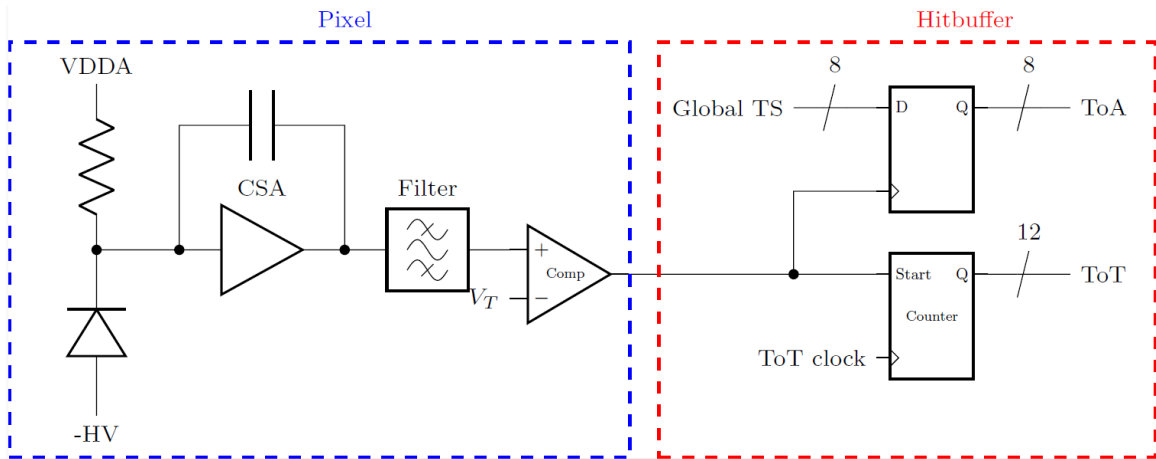 Pixel
Hitbuffer
VDDA
CSA
Filter
-HV
V_T
+
−
Comp
8
8
Global TS
D
Q
ToA
12
Start
Q
ToT
Counter
ToT clock